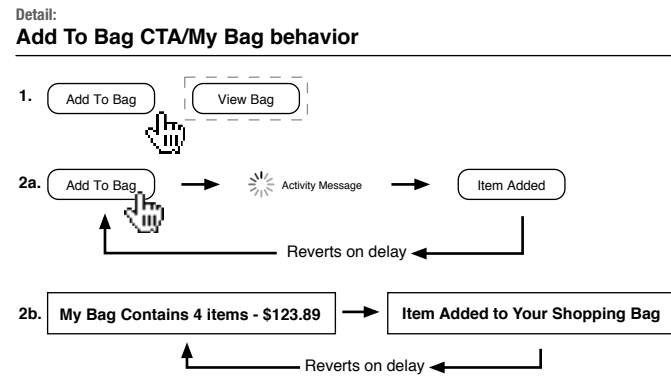 Detail:
Add To Bag CTA/My Bag behavior
1. Add To Bag View Bag
2a. Add To Bag Activity Message Item Added
Reverts on delay
2b. My Bag Contains 4 items - $123.89 Item Added to Your Shopping Bag
Reverts on delay